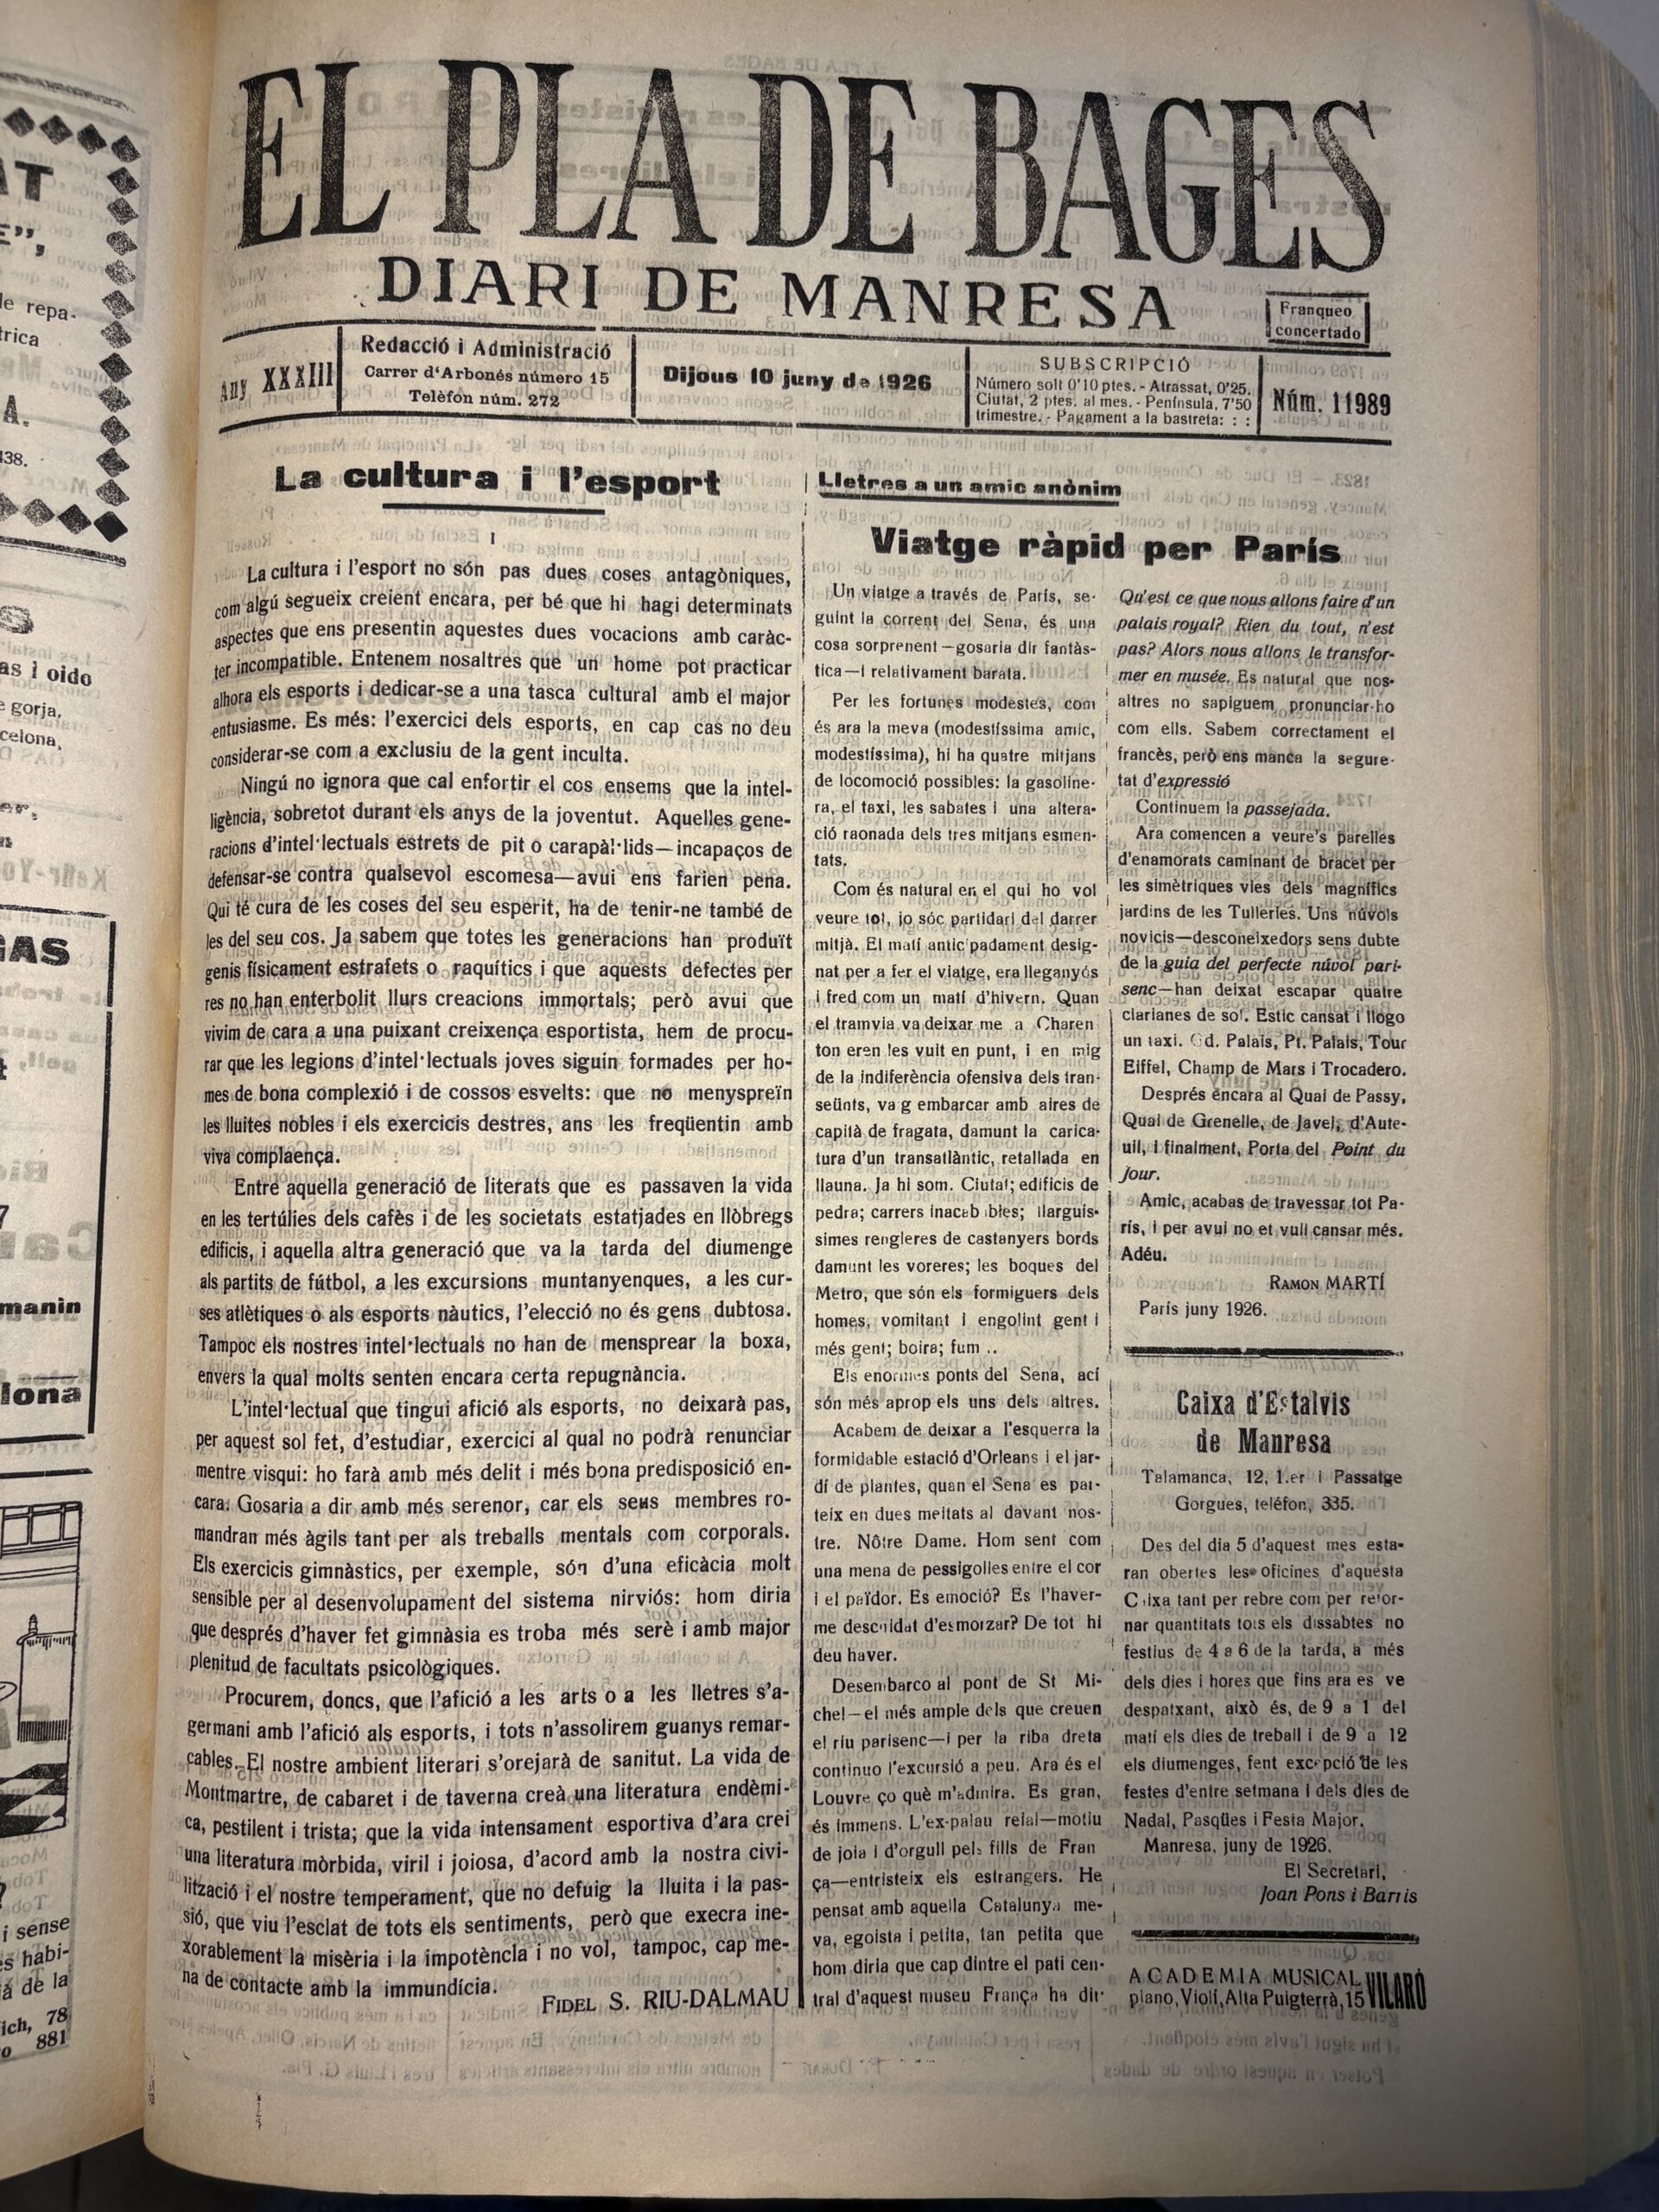 EL PLA DE BAGES
DIARI DE MANRESA
Franqueo
concertado
Any XXXIII
Redacció i Administració
Carrer d'Arbonés número 15
Telèfon núm. 272
Dijous 10 juny de 1926
SUBSCRIPCIÓ
Número solt 0'10 ptes. - Atrassat, 0'25.
Ciutat, 2 ptes. al mes. - Península, 7'50
trimestre. - Pagament a la bastreta: : :
Núm. 11989
La cultura i l'esport
I
La cultura i l'esport no són pas dues coses antagòniques,
com algú segueix creient encara, per bé que hi hagi determinats
aspectes que ens presentin aquestes dues vocacions amb caràc-
ter incompatible. Entenem nosaltres que un home pot practicar
alhora els esports i dedicar-se a una tasca cultural amb el major
entusiasme. Es més: l'exercici dels esports, en cap cas no deu
considerar-se com a exclusiu de la gent inculta.
Ningú no ignora que cal enfortir el cos ensems que la intel-
ligència, sobretot durant els anys de la joventut. Aquelles gene-
racions d'intel·lectuals estrets de pit o carapàl·lids—incapaços de
defensar-se contra qualsevol escomesa—avui ens farien pena.
Qui té cura de les coses del seu esperit, ha de tenir-ne també de
les del seu cos. Ja sabem que totes les generacions han produït
genis físicament estrafets o raquítics i que aquests defectes per
res no han enterbolit llurs creacions immortals; però avui que
vivim de cara a una puixant creixença esportista, hem de procu-
rar que les legions d'intel·lectuals joves siguin formades per ho-
mes de bona complexió i de cossos esvelts: que no menyspreïn
les lluites nobles i els exercicis destres, ans les freqüentin amb
viva complaença.
Entre aquella generació de literats que es passaven la vida
en les tertúlies dels cafès i de les societats estatjades en llòbregs
edificis, i aquella altra generació que va la tarda del diumenge
als partits de fútbol, a les excursions muntanyenques, a les cur-
ses atlètiques o als esports nàutics, l'elecció no és gens dubtosa.
Tampoc els nostres intel·lectuals no han de mensprear la boxa,
envers la qual molts senten encara certa repugnància.
L'intel·lectual que tingui afició als esports, no deixarà pas,
per aquest sol fet, d'estudiar, exercici al qual no podrà renunciar
mentre visqui: ho farà amb més delit i més bona predisposició en-
cara. Gosaria a dir amb més serenor, car els seus membres ro-
mandran més àgils tant per als treballs mentals com corporals.
Els exercicis gimnàstics, per exemple, són d'una eficàcia molt
sensible per al desenvolupament del sistema nirviós: hom diria
que després d'haver fet gimnàsia es troba més serè i amb major
plenitud de facultats psicològiques.
Procurem, doncs, que l'afició a les arts o a les lletres s'a-
germani amb l'afició als esports, i tots n'assolirem guanys remar-
cables. El nostre ambient literari s'orejarà de sanitut. La vida de
Montmartre, de cabaret i de taverna creà una literatura endèmi-
ca, pestilent i trista; que la vida intensament esportiva d'ara creï
una literatura mòrbida, viril i joiosa, d'acord amb la nostra civi-
lització i el nostre temperament, que no defuig la lluita i la pas-
sió, que viu l'esclat de tots els sentiments, però que execra ine-
xorablement la misèria i la impotència i no vol, tampoc, cap me-
na de contacte amb la immundícia.
FIDEL S. RIU-DALMAU
Lletres a un amic anònim
Viatge ràpid per París
Un viatge a través de París, se-
guint la corrent del Sena, és una
cosa sorprenent—gosaria dir fantàs-
tica—i relativament barata.
Per les fortunes modestes, com
és ara la meva (modestíssima amic,
modestíssima), hi ha quatre mitjans
de locomoció possibles: la gasoline-
ra, el taxi, les sabates i una altera-
ció raonada dels tres mitjans esmen-
tats.
Com és natural en el qui ho vol
veure tot, jo sóc partidari del darrer
mitjà. El matí antic padament desig-
nat per a fer el viatge, era lleganyós
i fred com un matí d'hivern. Quan
el tramvia va deixar me a Charen
ton eren les vuit en punt, i en mig
de la indiferència ofensiva dels tran-
seünts, va g embarcar amb aires de
capità de fragata, damunt la carica-
tura d'un transatlàntic, retallada en
llauna. Ja hi som. Ciutat; edificis de
pedra; carrers inacab bles; llarguís-
simes rengleres de castanyers bords
damunt les voreres; les boques del
Metro, que són els formiguers dels
homes, vomitant i engolint gent i
més gent; boira; fum ..
Els enormes ponts del Sena, ací
són més aprop els uns dels altres.
Acabem de deixar a l'esquerra la
formidable estació d'Orleans i el jar-
dí de plantes, quan el Sena es par-
teix en dues meitats al davant nos-
tre. Nôtre Dame. Hom sent com
una mena de pessigolles entre el cor
i el païdor. Es emoció? Es l'haver-
me descuidat d'esmorzar? De tot hi
deu haver.
Desembarco al pont de St Mi-
chel—el més ample dels que creuen
el riu parisenc—i per la riba dreta
continuo l'excursió a peu. Ara és el
Louvre ço què m'admira. Es gran,
és immens. L'ex-palau reial—motiu
de joia i d'orgull pels fills de Fran
ça—entristeix els estrangers. He
pensat amb aquella Catalunya me-
va, egoista i petita, tan petita que
hom diria que cap dintre el pati cen-
tral d'aquest museu França ha dit:
Qu'est ce que nous allons faire d'un
palais royal? Rien du tout, n'est
pas? Alors nous allons le transfor-
mer en musée. Es natural que nos-
altres no sapiguem pronunciar-ho
com ells. Sabem correctament el
francès, però ens manca la segure-
tat d'expressió
Continuem la passejada.
Ara comencen a veure's parelles
d'enamorats caminant de bracet per
les simètriques vies dels magnífics
jardins de les Tulleries. Uns núvols
novicis—desconeixedors sens dubte
de la guia del perfecte núvol pari-
senc—han deixat escapar quatre
clarianes de sol. Estic cansat i llogo
un taxi. Gd. Palais, Pt. Palais, Tour
Eiffel, Champ de Mars i Trocadero.
Després encara al Quai de Passy,
Quai de Grenelle, de Javel, d'Aute-
uil, i finalment, Porta del Point du
Jour.
Amic, acabas de travessar tot Pa-
rís, i per avui no et vull cansar més.
Adéu.
RAMON MARTÍ
París juny 1926.
Caixa d'Estalvis
de Manresa
Talamanca, 12, 1.er i Passatge
Gorgues, teléfon, 335.
Des del dia 5 d'aquest mes esta-
ran obertes les oficines d'aquesta
Caixa tant per rebre com per retor-
nar quantitats tots els dissabtes no
festius de 4 a 6 de la tarda, a més
dels dies i hores que fins ara es ve
despatxant, això és, de 9 a 1 del
matí els dies de treball i de 9 a 12
els diumenges, fent excepció de les
festes d'entre setmana i dels dies de
Nadal, Pasqües i Festa Major.
Manresa, juny de 1926.
El Secretari,
Joan Pons i Barris
ACADEMIA MUSICAL VILARÓ
piano, Violí, Alta Puigterrà, 15